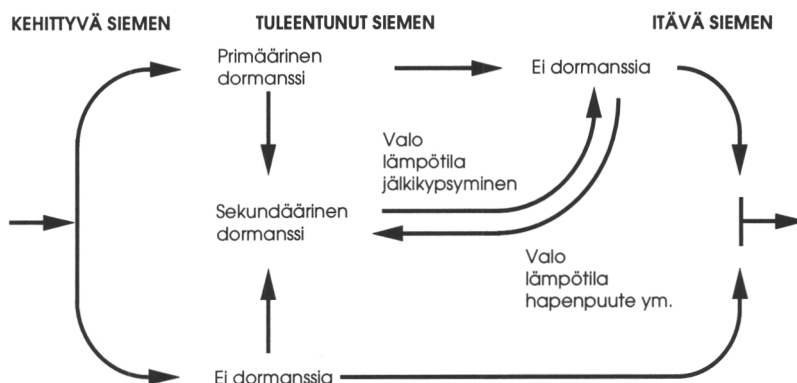 KEHITTYVÄ SIEMEN
TULEENTUNUT SIEMEN
ITÄVÄ SIEMEN
Primäärinen
dormanssi
Ei dormanssia
Valo
lämpötila
jälkikypsyminen
Sekundäärinen
dormanssi
Valo
lämpötila
hapenpuute ym.
Ei dormanssia